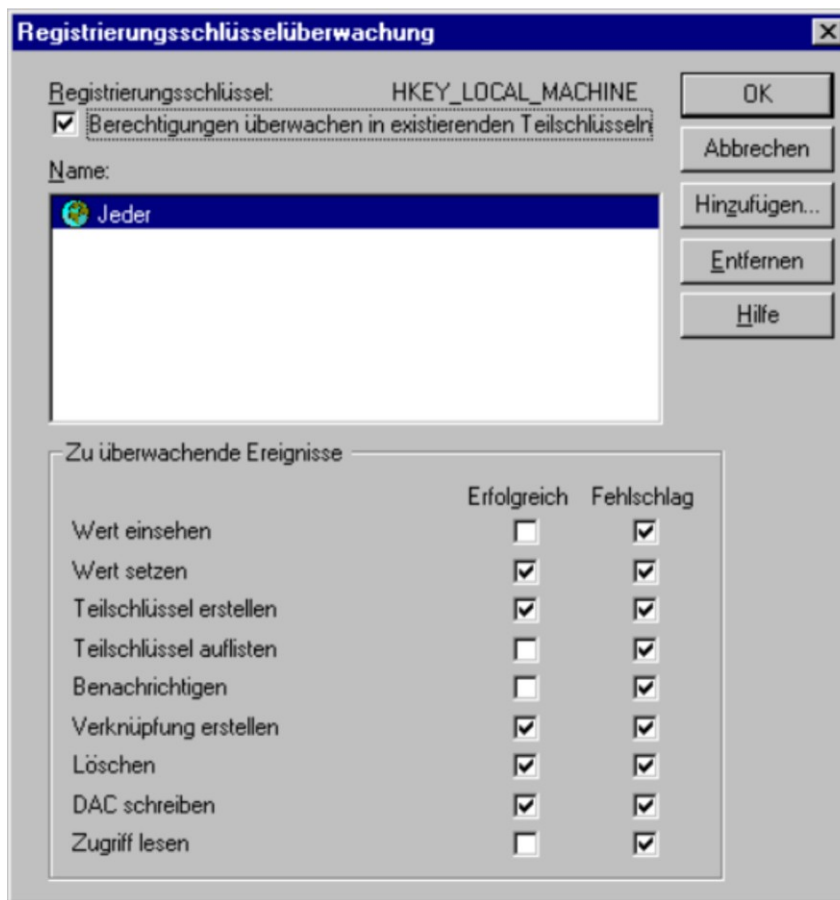 Registrierungsschlüsselüberwachung
Registrierungsschlüssel: HKEY_LOCAL_MACHINE
Berechtigungen überwachen in existierenden Teilschlüsseln
Name:
Jeder
OK
Abbrechen
Hinzufügen...
Entfernen
Hilfe
Zu überwachende Ereignisse
Erfolgreich Fehlschlag
Wert einsehen
Wert setzen
Teilschlüssel erstellen
Teilschlüssel auflisten
Benachrichtigen
Verknüpfung erstellen
Löschen
DAC schreiben
Zugriff lesen